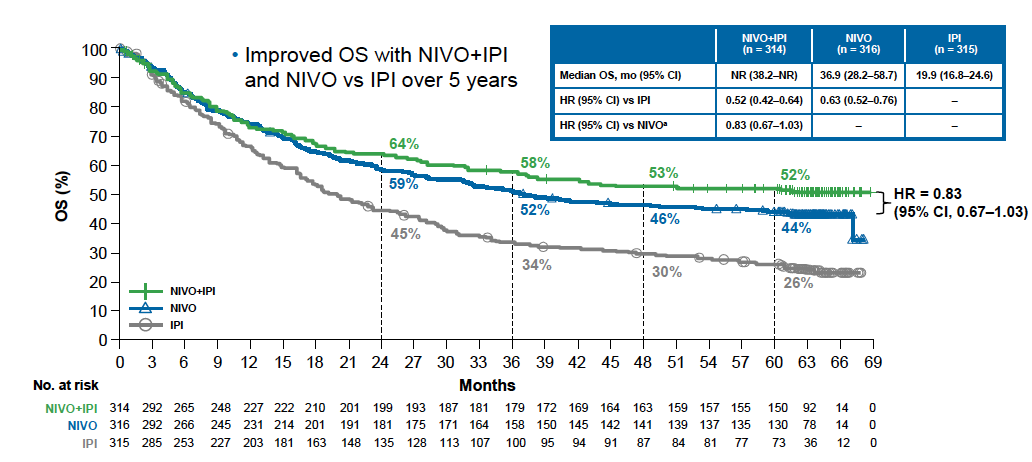 • Improved OS with NIVO+IPI
and NIVO vs IPI over 5 years
NIVO+IPI (n = 314) NIVO (n = 316) IPI (n = 315)
Median OS, mo (95% CI) NR (38.2–NR) 36.9 (28.2–58.7) 19.9 (16.8–24.6)
HR (95% CI) vs IPI 0.52 (0.42–0.64) 0.63 (0.52–0.76) –
HR (95% CI) vs NIVOᵃ 0.83 (0.67–1.03) – –
OS (%)
100
90
80
70
60
50
40
30
20
10
0
64% 58% 53% 52%
59% 52% 46% 44%
45% 34% 30% 26%
HR = 0.83
(95% CI, 0.67–1.03)
NIVO+IPI
NIVO
IPI
0 3 6 9 12 15 18 21 24 27 30 33 36 39 42 45 48 51 54 57 60 63 66 69
Months
No. at risk
NIVO+IPI 314 292 265 248 227 222 210 201 199 193 187 181 179 172 169 164 163 159 157 155 150 92 14 0
NIVO 316 292 266 245 231 214 201 191 181 175 171 164 158 150 145 142 141 139 137 135 130 78 14 0
IPI 315 285 253 227 203 181 163 148 135 128 113 107 100 95 94 91 87 84 81 77 73 36 12 0